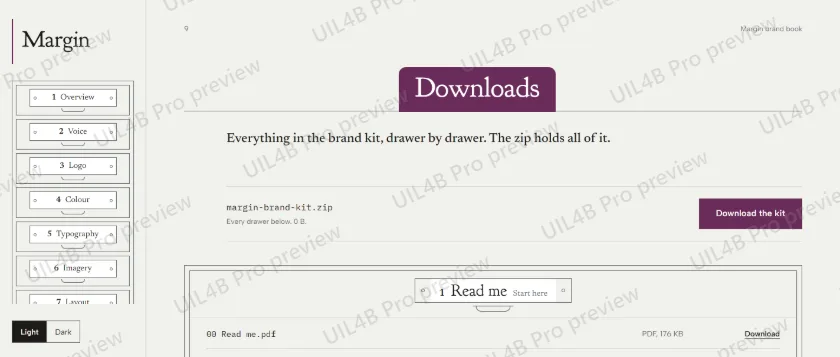 Margin
1 Overview
2 Voice
3 Logo
4 Colour
5 Typography
6 Imagery
7 Layout
Light Dark
9
Margin brand book
Downloads
Everything in the brand kit, drawer by drawer. The zip holds all of it.
margin-brand-kit.zip
Every drawer below. 0 B.
Download the kit
1 Read me Start here
00 Read me.pdf
PDF, 176 KB
Download
UIL4B Pro preview